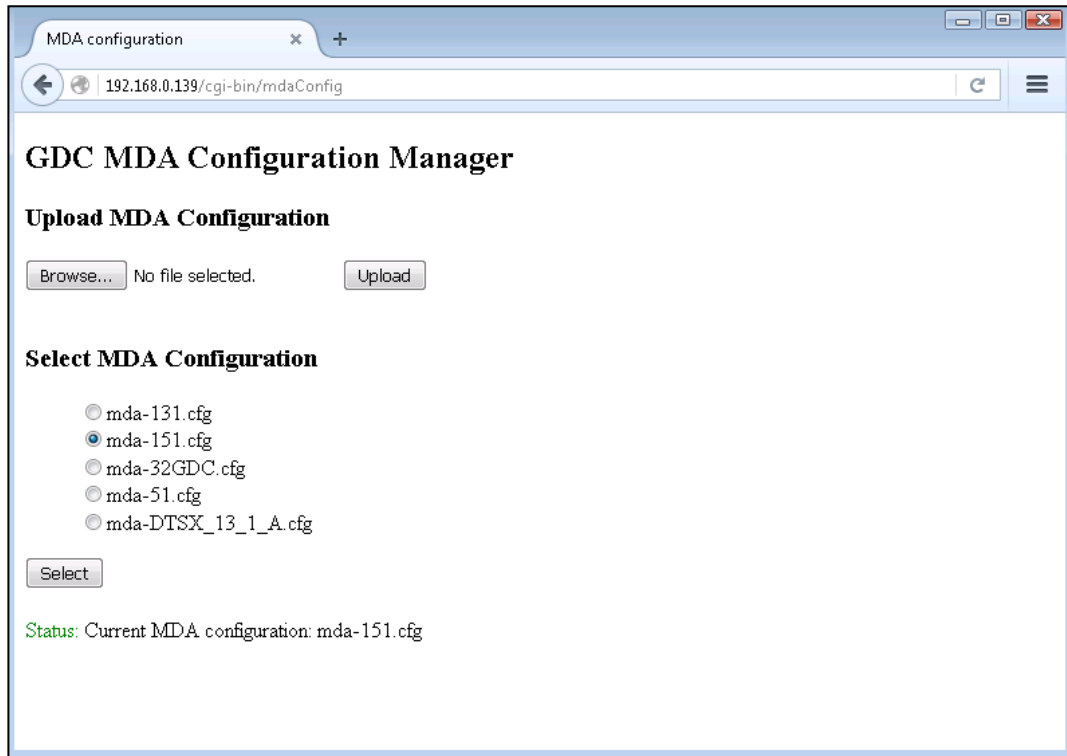 MDA configuration
192.168.0.139/cgi-bin/mdaConfig
GDC MDA Configuration Manager
Upload MDA Configuration
Browse... No file selected. Upload
Select MDA Configuration
mda-131.cfg
mda-151.cfg
mda-32GDC.cfg
mda-51.cfg
mda-DTSX_13_1_A.cfg
Select
Status: Current MDA configuration: mda-151.cfg